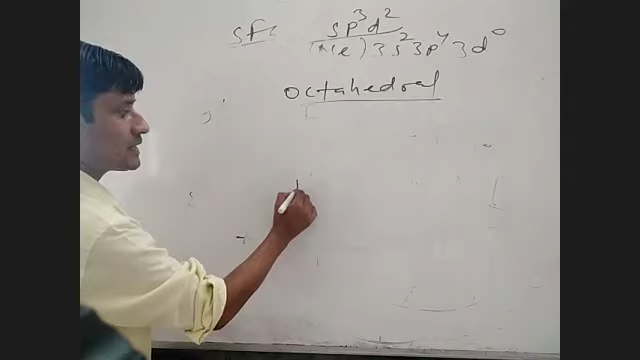 SF6 sp³d²
(Ne) 3s² 3p⁴ 3d⁰
octahedral